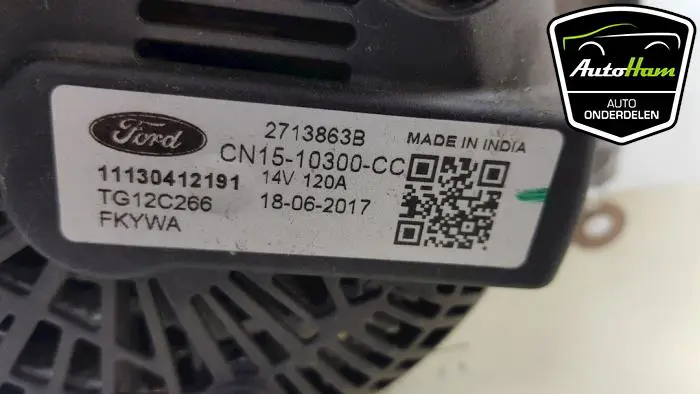 Ford
2713863B
MADE IN INDIA
CN15-10300-CC
11130412191
14V 120A
TG12C266
18-06-2017
FKYWA
AutoHam
AUTO
ONDERDELEN